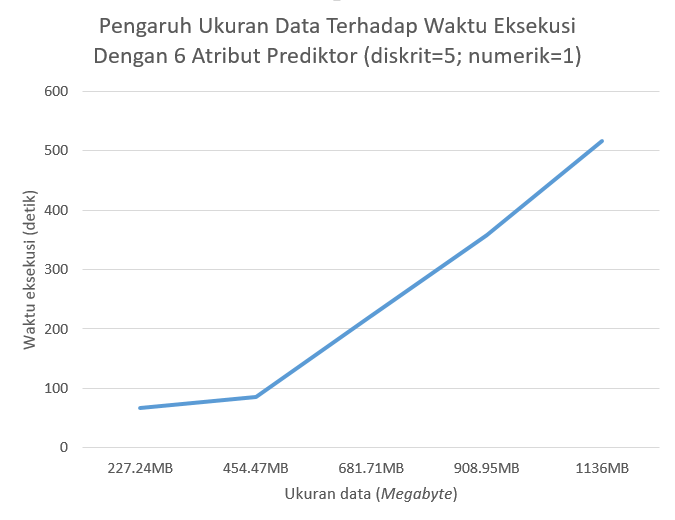 Pengaruh Ukuran Data Terhadap Waktu Eksekusi
Dengan 6 Atribut Prediktor (diskrit=5; numerik=1)
600
500
400
300
200
100
0
Waktu eksekusi (detik)
227.24MB
454.47MB
681.71MB
908.95MB
1136MB
Ukuran data (Megabyte)